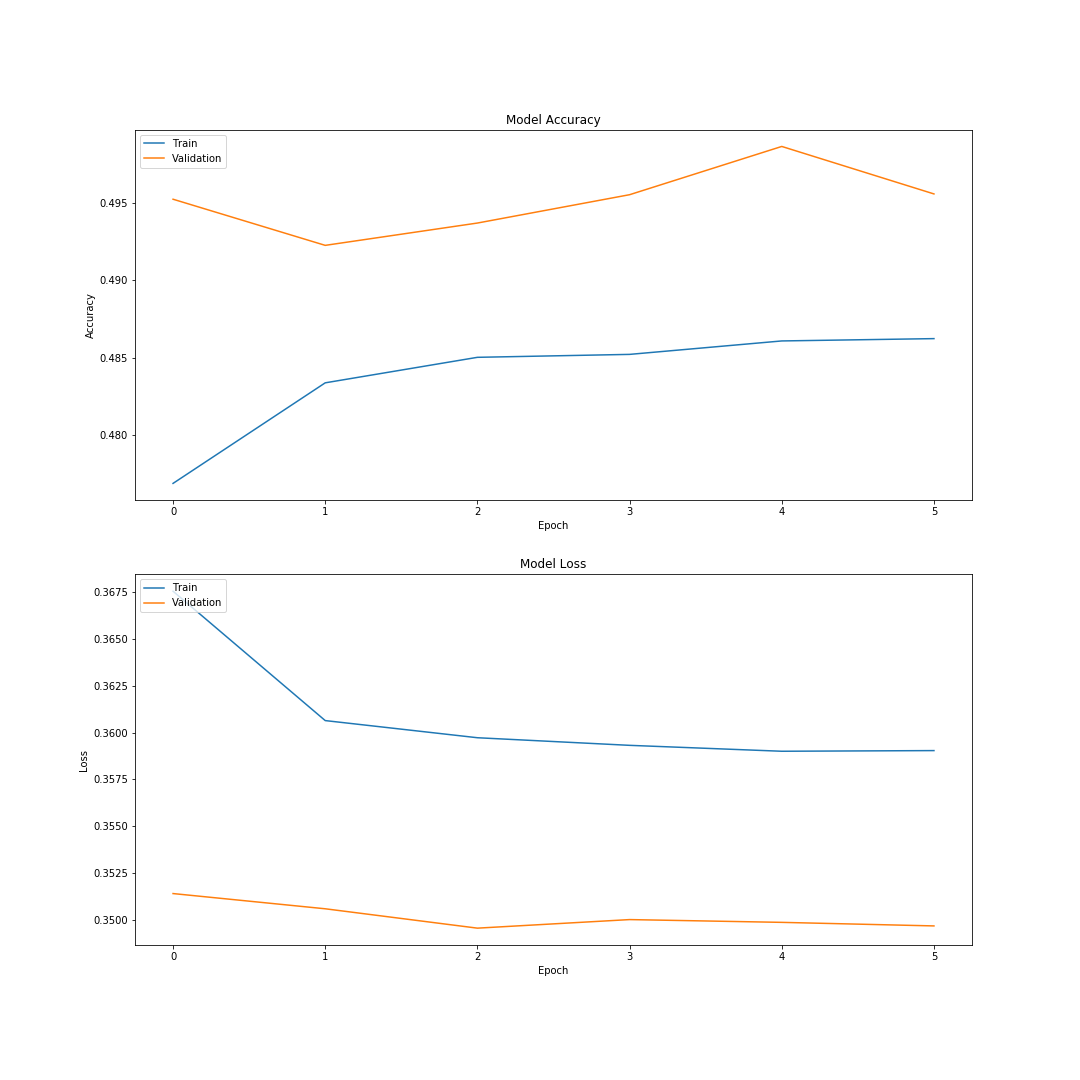 Model Accuracy
Train
Validation
0.495
0.490
0.485
0.480
Accuracy
0 1 2 3 4 5
Epoch
Model Loss
Train
Validation
0.3675
0.3650
0.3625
0.3600
0.3575
0.3550
0.3525
0.3500
Loss
0 1 2 3 4 5
Epoch